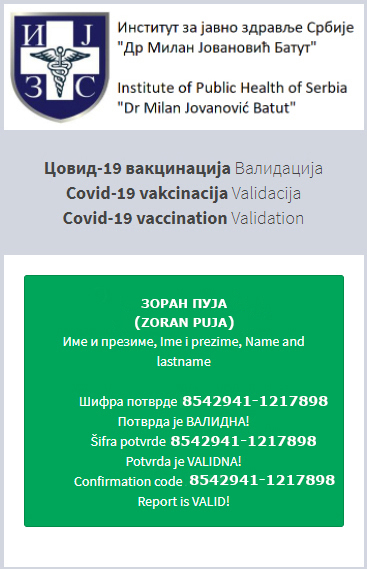 И Ј
З С
Институт за јавно здравље Србије
"Др Милан Јовановић Батут"
Institute of Public Health of Serbia
"Dr Milan Jovanović Batut"
Цовид-19 вакцинација Валидација
Covid-19 vakcinacija Validacija
Covid-19 vaccination Validation
ЗОРАН ПУЈА
(ZORAN PUJA)
Име и презиме, Ime i prezime, Name and
lastname
Шифра потврде 8542941-1217898
Потврда је ВАЛИДНА!
Šifra potvrde 8542941-1217898
Potvrda je VALIDNA!
Confirmation code 8542941-1217898
Report is VALID!